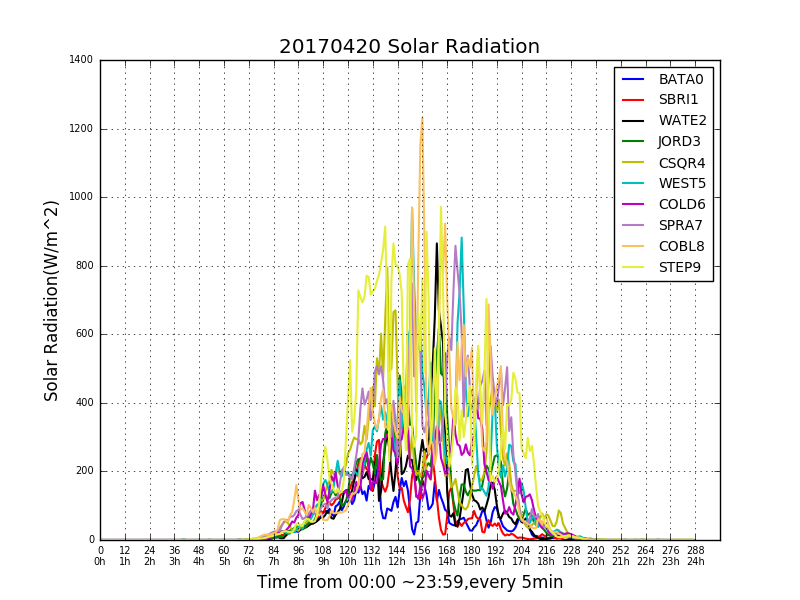 20170420 Solar Radiation
1400
1200
1000
800
600
400
200
0
Solar Radiation(W/m^2)
BATA0
SBRI1
WATE2
JORD3
CSQR4
WEST5
COLD6
SPRA7
COBL8
STEP9
0 12 24 36 48 60 72 84 96 108 120 132 144 156 168 180 192 204 216 228 240 252 264 276 288
0h 1h 2h 3h 4h 5h 6h 7h 8h 9h 10h 11h 12h 13h 14h 15h 16h 17h 18h 19h 20h 21h 22h 23h 24h
Time from 00:00 ~23:59,every 5min